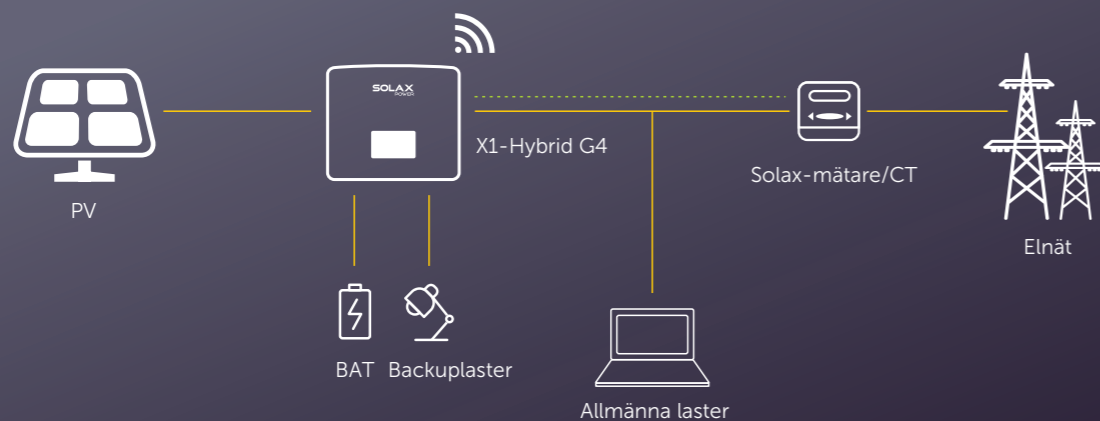 SOLAX
POWER
X1-Hybrid G4
Solax-mätare/CT
PV
Elnät
BAT
Backuplaster
Allmänna laster